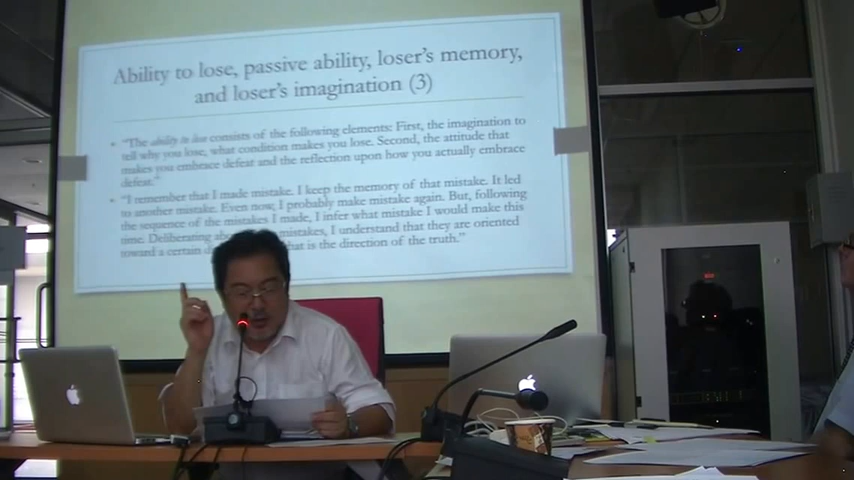 Ability to lose, passive ability, loser's memory,
and loser's imagination (3)
"The ability to lose consists of the following elements: First, the imagination to
tell why you lose, what condition makes you lose. Second, the attitude that
makes you embrace defeat and the reflection upon how you actually embrace
defeat."
"I remember that I made mistake. I keep the memory of that mistake. It led
to another mistake. Even now, I probably make mistake again. But, following
the sequence of the mistakes I made, I infer what mistake I would make this
time. Deliberating mistakes, I understand that they are oriented
toward a certain hat is the direction of the truth."